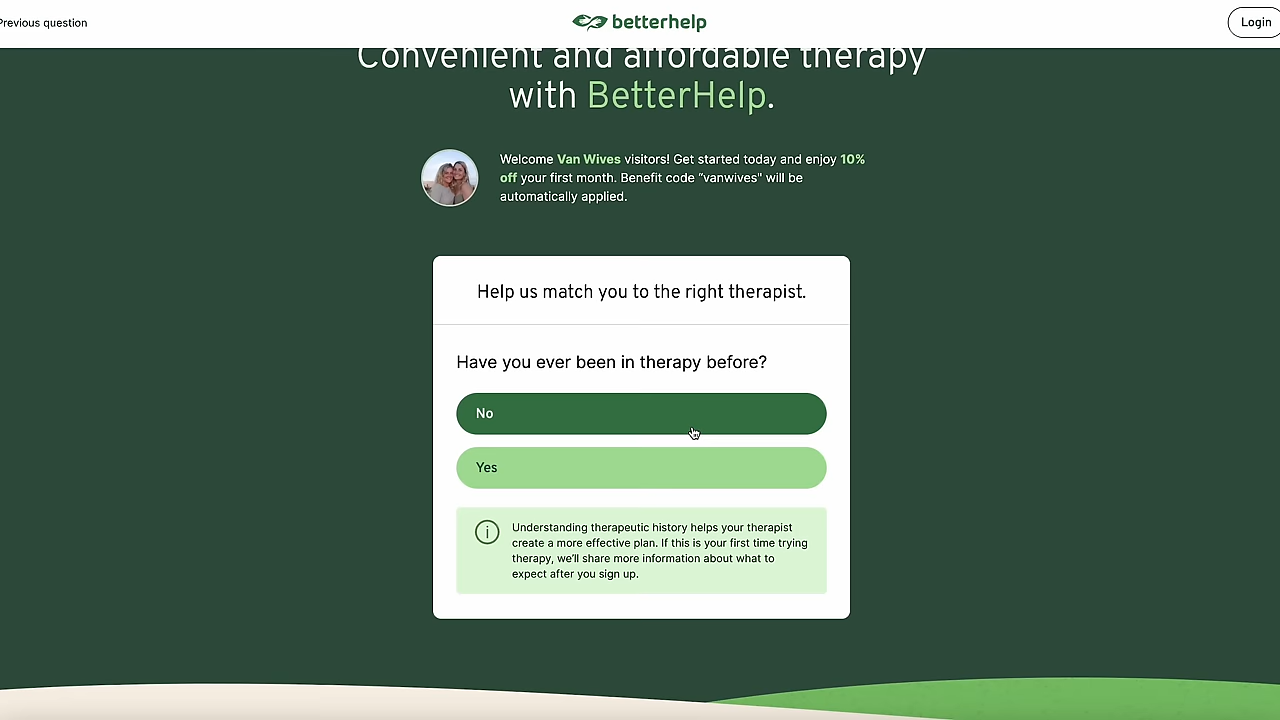 Previous question
betterhelp
Login
Convenient and affordable therapy
with BetterHelp.
Welcome Van Wives visitors! Get started today and enjoy 10%
off your first month. Benefit code "vanwives" will be
automatically applied.
Help us match you to the right therapist.
Have you ever been in therapy before?
No
Yes
Understanding therapeutic history helps your therapist
create a more effective plan. If this is your first time trying
therapy, we'll share more information about what to
expect after you sign up.